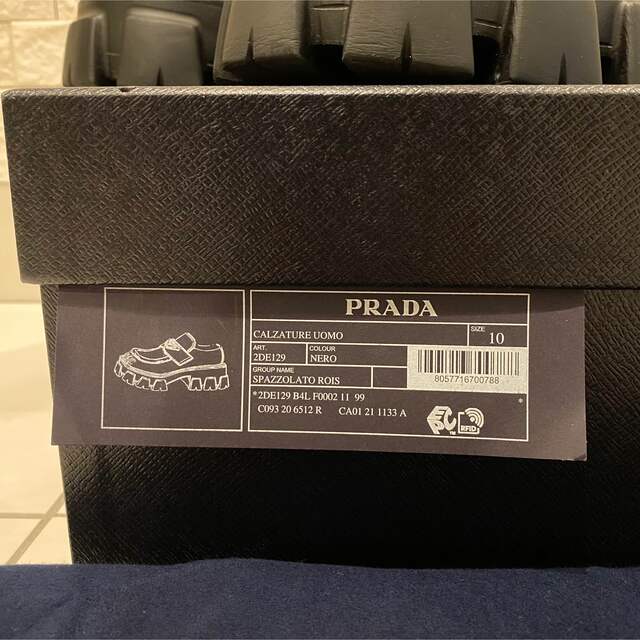 PRADA
CALZATURE UOMO
SIZE
10
ART.
2DE129
COLOUR
NERO
GROUP NAME
SPAZZOLATO ROIS
8057716700788
*2DE129 B4L F0002 11 99 *
C093 20 6512 R CA01 21 1133 A
EPC™
RFID